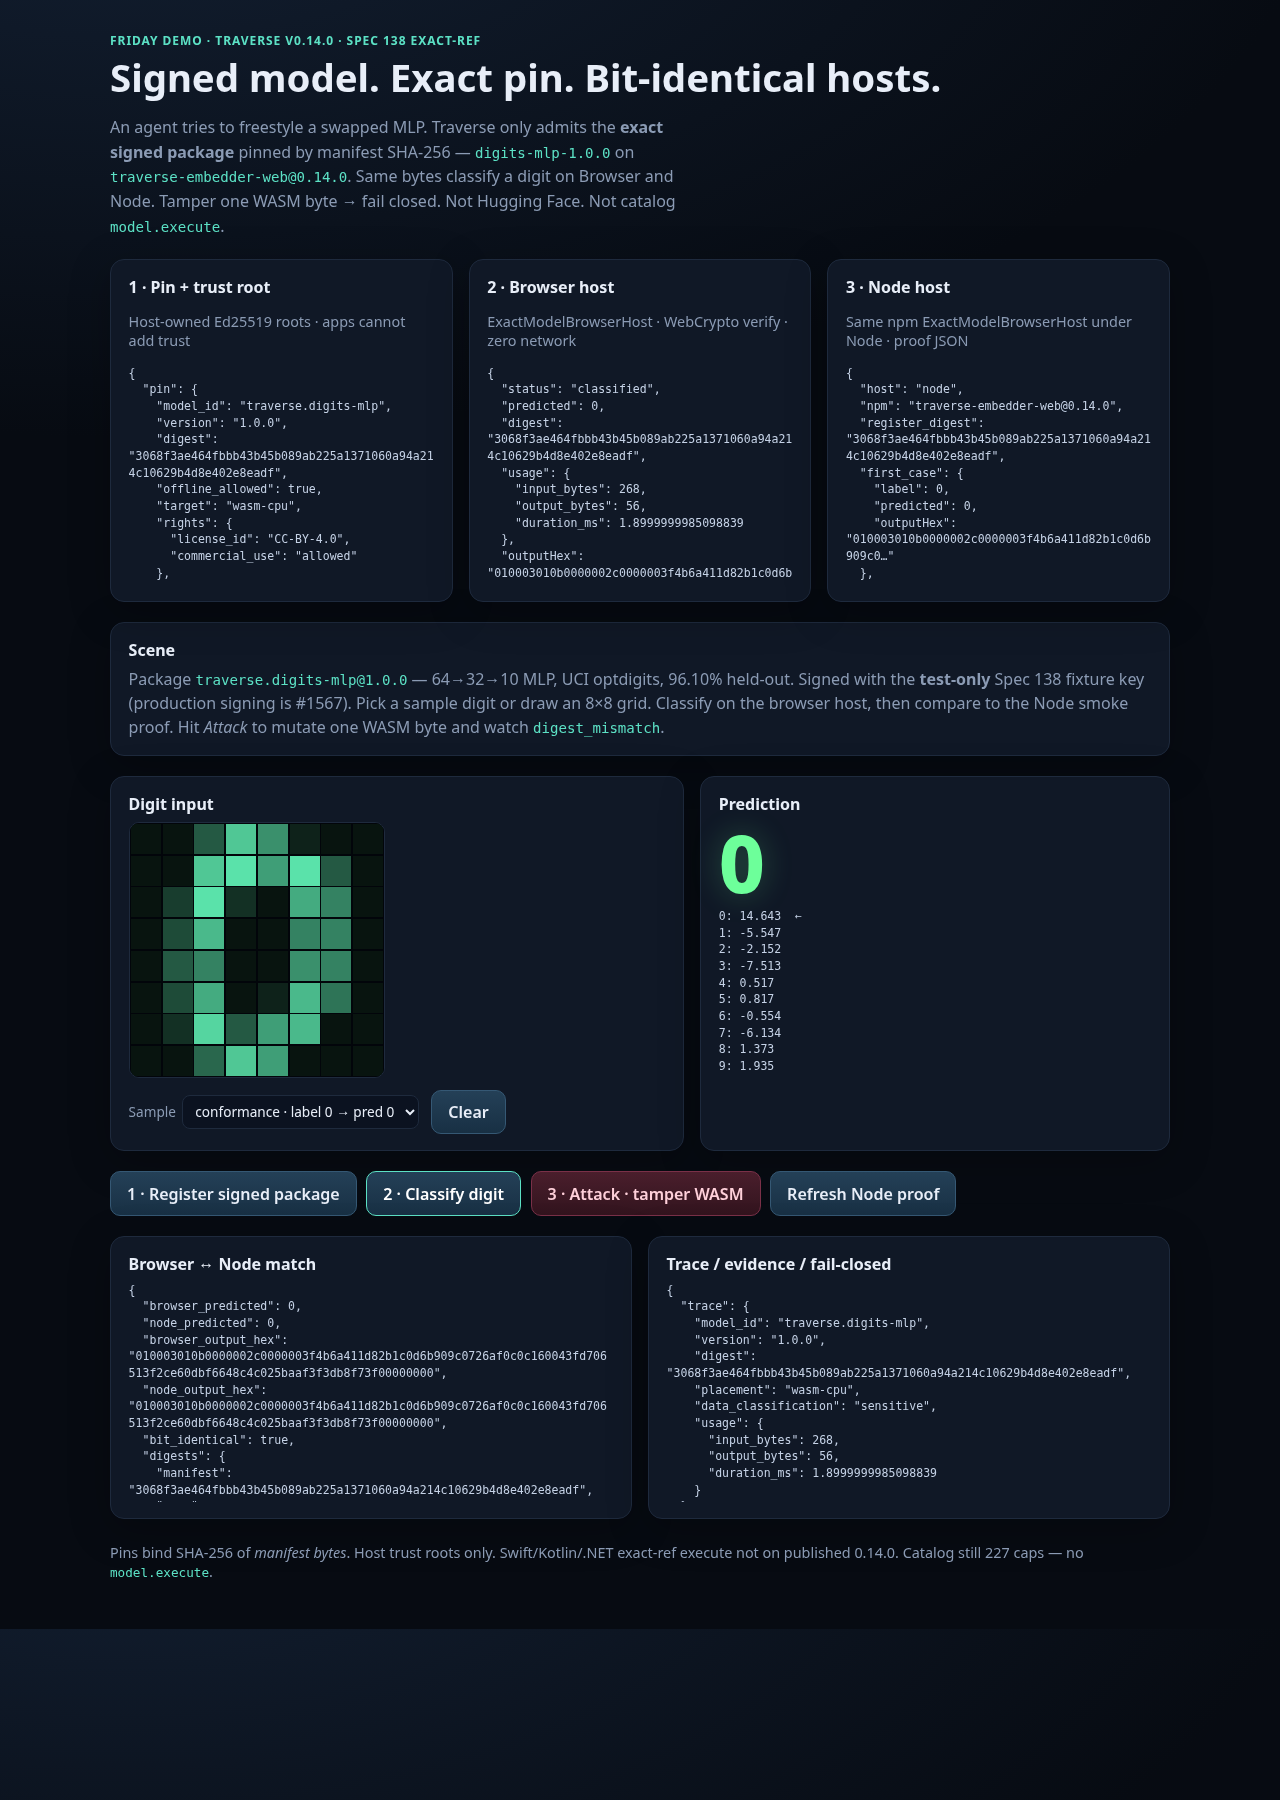 FRIDAY DEMO · TRAVERSE V0.14.0 · SPEC 138 EXACT-REF
Signed model. Exact pin. Bit-identical hosts.
An agent tries to freestyle a swapped MLP. Traverse only admits the exact
signed package pinned by manifest SHA-256 — digits-mlp-1.0.0 on
traverse-embedder-web@0.14.0. Same bytes classify a digit on Browser and
Node. Tamper one WASM byte → fail closed. Not Hugging Face. Not catalog
model.execute.
1 · Pin + trust root
Host-owned Ed25519 roots · apps cannot
add trust
{
"pin": {
"model_id": "traverse.digits-mlp",
"version": "1.0.0",
"digest":
"3068f3ae464fbbb43b45b089ab225a1371060a94a21
4c10629b4d8e402e8eadf",
"offline_allowed": true,
"target": "wasm-cpu",
"rights": {
"license_id": "CC-BY-4.0",
"commercial_use": "allowed"
},
2 · Browser host
ExactModelBrowserHost · WebCrypto verify ·
zero network
{
"status": "classified",
"predicted": 0,
"digest":
"3068f3ae464fbbb43b45b089ab225a1371060a94a21
4c10629b4d8e402e8eadf",
"usage": {
"input_bytes": 268,
"output_bytes": 56,
"duration_ms": 1.8999999985098839
},
"outputHex":
"010003010b0000002c0000003f4b6a411d82b1c0d6b
3 · Node host
Same npm ExactModelBrowserHost under
Node · proof JSON
{
"host": "node",
"npm": "traverse-embedder-web@0.14.0",
"register_digest":
"3068f3ae464fbbb43b45b089ab225a1371060a94a21
4c10629b4d8e402e8eadf",
"first_case": {
"label": 0,
"predicted": 0,
"outputHex":
"010003010b0000002c0000003f4b6a411d82b1c0d6b
909c0…"
},
Scene
Package traverse.digits-mlp@1.0.0 — 64→32→10 MLP, UCI optdigits, 96.10% held-out. Signed with the test-only Spec 138 fixture key
(production signing is #1567). Pick a sample digit or draw an 8×8 grid. Classify on the browser host, then compare to the Node smoke
proof. Hit Attack to mutate one WASM byte and watch digest_mismatch.
Digit input
Sample
conformance · label 0 → pred 0
Clear
Prediction
0
0: 14.643 ←
1: -5.547
2: -2.152
3: -7.513
4: 0.517
5: 0.817
6: -0.554
7: -6.134
8: 1.373
9: 1.935
1 · Register signed package
2 · Classify digit
3 · Attack · tamper WASM
Refresh Node proof
Browser ↔ Node match
{
"browser_predicted": 0,
"node_predicted": 0,
"browser_output_hex":
"010003010b0000002c0000003f4b6a411d82b1c0d6b909c0726af0c0c160043fd706
513f2ce60dbf6648c4c025baaf3f3db8f73f00000000",
"node_output_hex":
"010003010b0000002c0000003f4b6a411d82b1c0d6b909c0726af0c0c160043fd706
513f2ce60dbf6648c4c025baaf3f3db8f73f00000000",
"bit_identical": true,
"digests": {
"manifest":
"3068f3ae464fbbb43b45b089ab225a1371060a94a214c10629b4d8e402e8eadf",
Trace / evidence / fail-closed
{
"trace": {
"model_id": "traverse.digits-mlp",
"version": "1.0.0",
"digest":
"3068f3ae464fbbb43b45b089ab225a1371060a94a214c10629b4d8e402e8eadf",
"placement": "wasm-cpu",
"data_classification": "sensitive",
"usage": {
"input_bytes": 268,
"output_bytes": 56,
"duration_ms": 1.8999999985098839
}
Pins bind SHA-256 of manifest bytes. Host trust roots only. Swift/Kotlin/.NET exact-ref execute not on published 0.14.0. Catalog still 227 caps — no
model.execute.